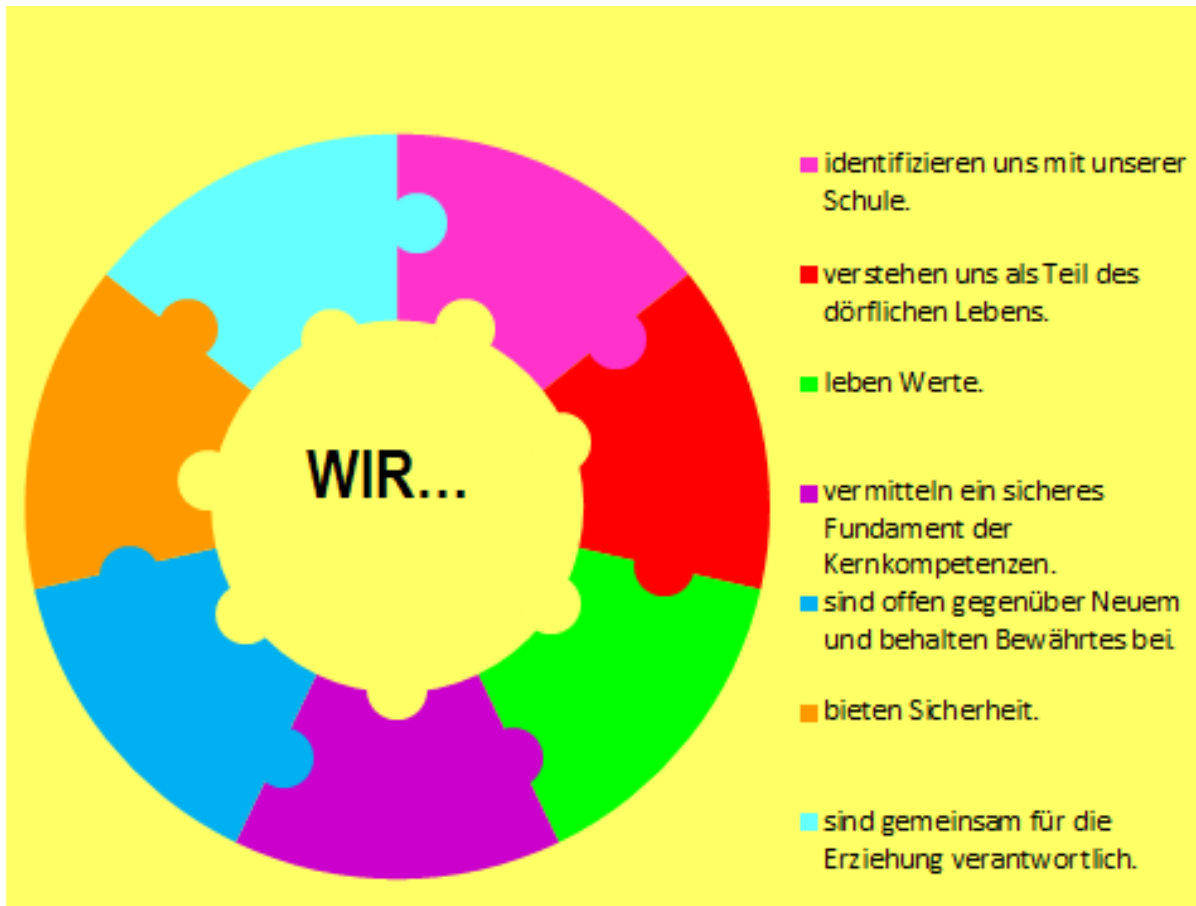 WIR...
identifizieren uns mit unserer
Schule.
verstehen uns als Teil des
dörflichen Lebens.
leben Werte.
vermitteln ein sicheres
Fundament der
Kernkompetenzen.
sind offen gegenüber Neuem
und behalten Bewährtes bei.
bieten Sicherheit.
sind gemeinsam für die
Erziehung verantwortlich.